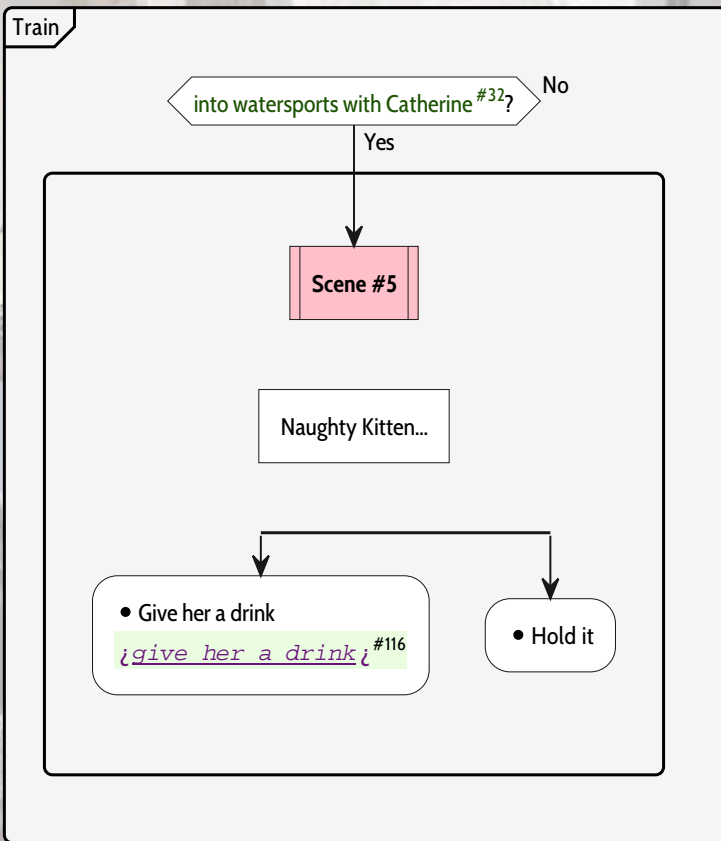 Train
into watersports with Catherine #32?
No
Yes
Scene #5
Naughty Kitten...
• Give her a drink
¿give her a drink¿ #116
• Hold it